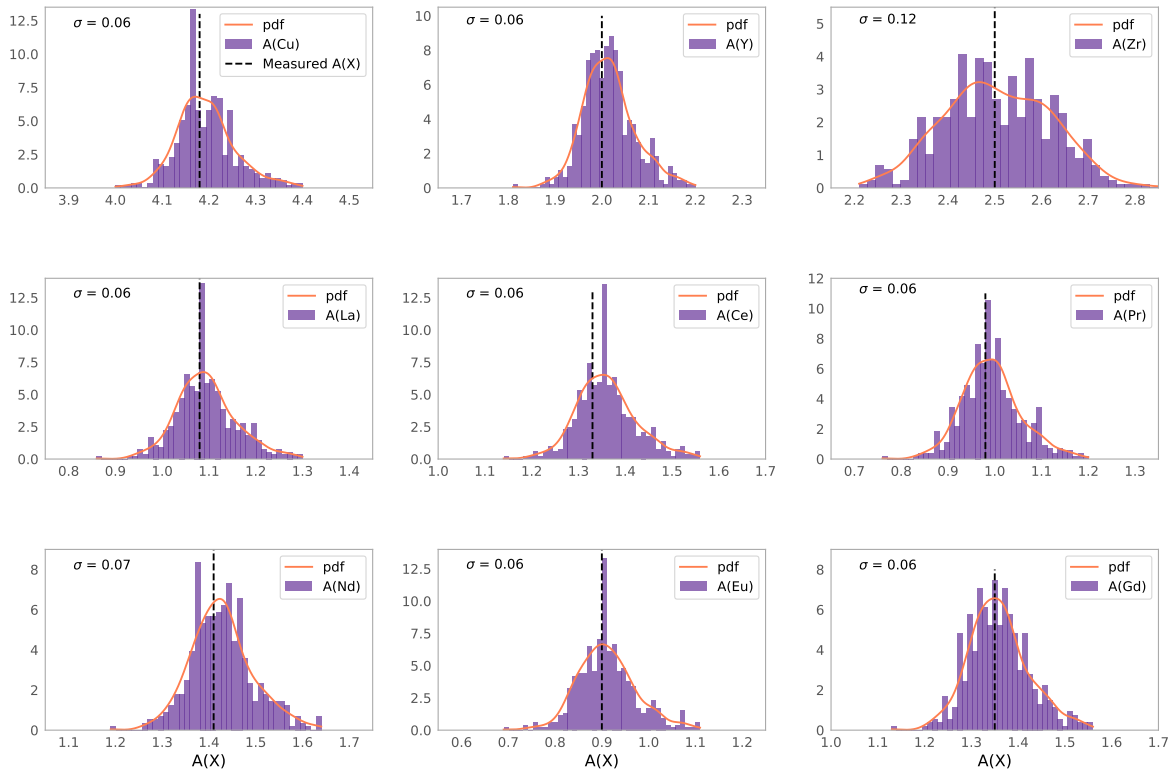 σ = 0.06
pdf
A(Cu)
Measured A(X)
0.0
2.5
5.0
7.5
10.0
12.5
3.9 4.0 4.1 4.2 4.3 4.4 4.5
σ = 0.06
pdf
A(Y)
0
2
4
6
8
10
1.7 1.8 1.9 2.0 2.1 2.2 2.3
σ = 0.12
pdf
A(Zr)
0
1
2
3
4
5
2.2 2.3 2.4 2.5 2.6 2.7 2.8
σ = 0.06
pdf
A(La)
0.0
2.5
5.0
7.5
10.0
12.5
0.8 0.9 1.0 1.1 1.2 1.3 1.4
σ = 0.06
pdf
A(Ce)
0.0
2.5
5.0
7.5
10.0
12.5
1.0 1.1 1.2 1.3 1.4 1.5 1.6 1.7
σ = 0.06
pdf
A(Pr)
0
2
4
6
8
10
12
0.7 0.8 0.9 1.0 1.1 1.2 1.3
σ = 0.07
pdf
A(Nd)
0
2
4
6
8
1.1 1.2 1.3 1.4 1.5 1.6 1.7
A(X)
σ = 0.06
pdf
A(Eu)
0.0
2.5
5.0
7.5
10.0
12.5
0.6 0.7 0.8 0.9 1.0 1.1 1.2
A(X)
σ = 0.06
pdf
A(Gd)
0
2
4
6
8
1.0 1.1 1.2 1.3 1.4 1.5 1.6 1.7
A(X)